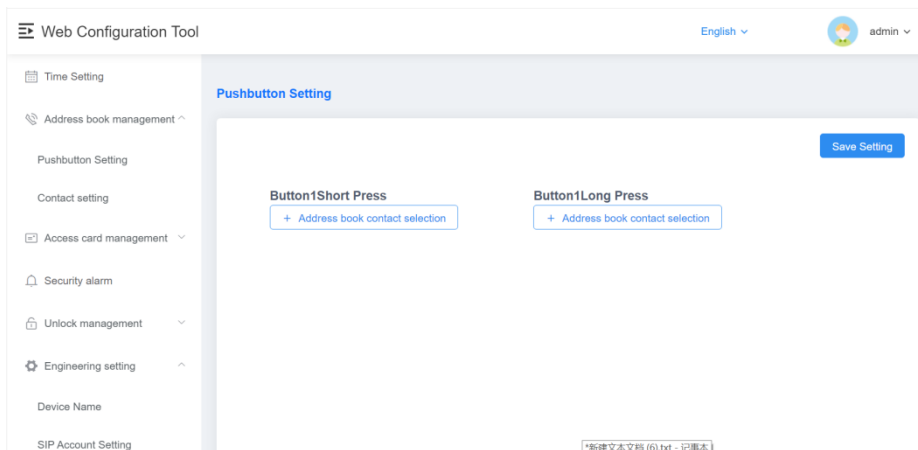 Web Configuration Tool
English
admin
Time Setting
Address book management
Pushbutton Setting
Contact setting
Access card management
Security alarm
Unlock management
Engineering setting
Device Name
SIP Account Setting
Pushbutton Setting
Save Setting
Button1Short Press
Button1Long Press
+ Address book contact selection
+ Address book contact selection
*新建文本文档 (6).txt - 记事本